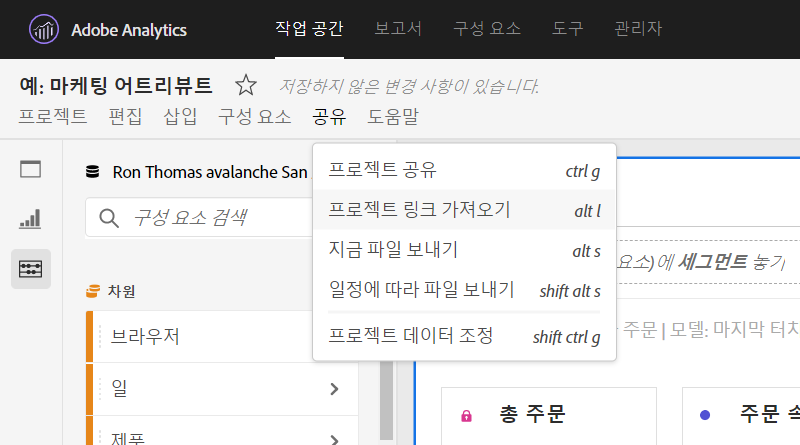 Adobe Analytics 작업 공간 보고서 구성 요소 도구 관리자
예: 마케팅 어트리뷰트 저장하지 않은 변경 사항이 있습니다.
프로젝트 편집 삽입 구성 요소 공유 도움말
Ron Thomas avalanche San
구성 요소 검색
차원
브라우저
일
제품
프로젝트 공유 ctrl g
프로젝트 링크 가져오기 alt l
지금 파일 보내기 alt s
일정에 따라 파일 보내기 shift alt s
프로젝트 데이터 조정 shift ctrl g
요소)에 세그먼트 놓기
주문 | 모델: 마지막 터치
총 주문
주문 속